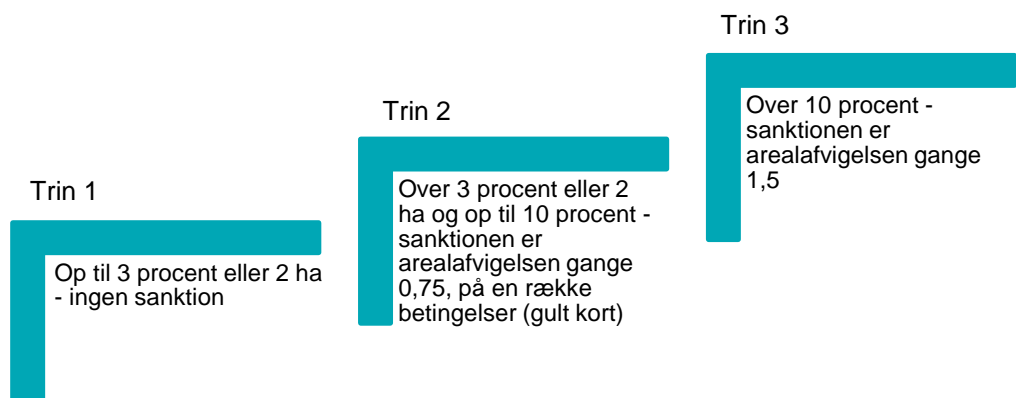 Trin 1
Op til 3 procent eller 2 ha
- ingen sanktion
Trin 2
Over 3 procent eller 2
ha og op til 10 procent -
sanktionen er
arealafvigelsen gange
0,75, på en række
betingelser (gult kort)
Trin 3
Over 10 procent -
sanktionen er
arealafvigelsen gange
1,5